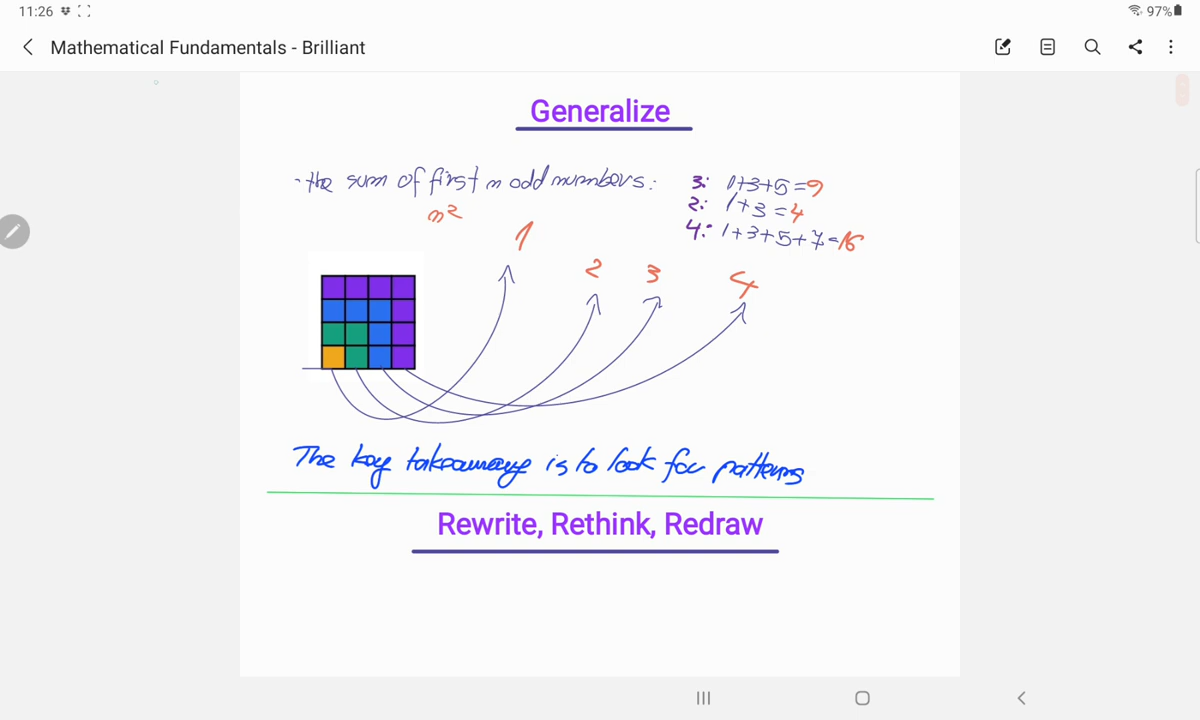 11:26
97%
Mathematical Fundamentals - Brilliant
Generalize
- the sum of first n odd numbers:
n²
3: 1+3+5=9
2: 1+3=4
4: 1+3+5+7=16
1
2
3
4
The key takeaway is to look for patterns
Rewrite, Rethink, Redraw